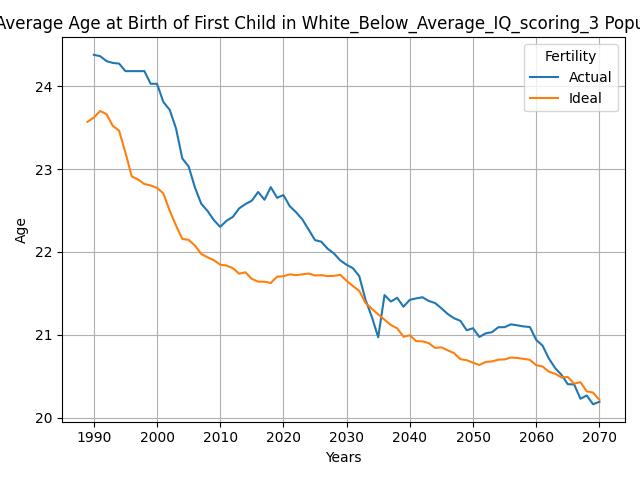 Average Age at Birth of First Child in White_Below_Average_IQ_scoring_3
Fertility
Actual
Ideal
24
23
22
21
20
Age
1990 2000 2010 2020 2030 2040 2050 2060 2070
Years